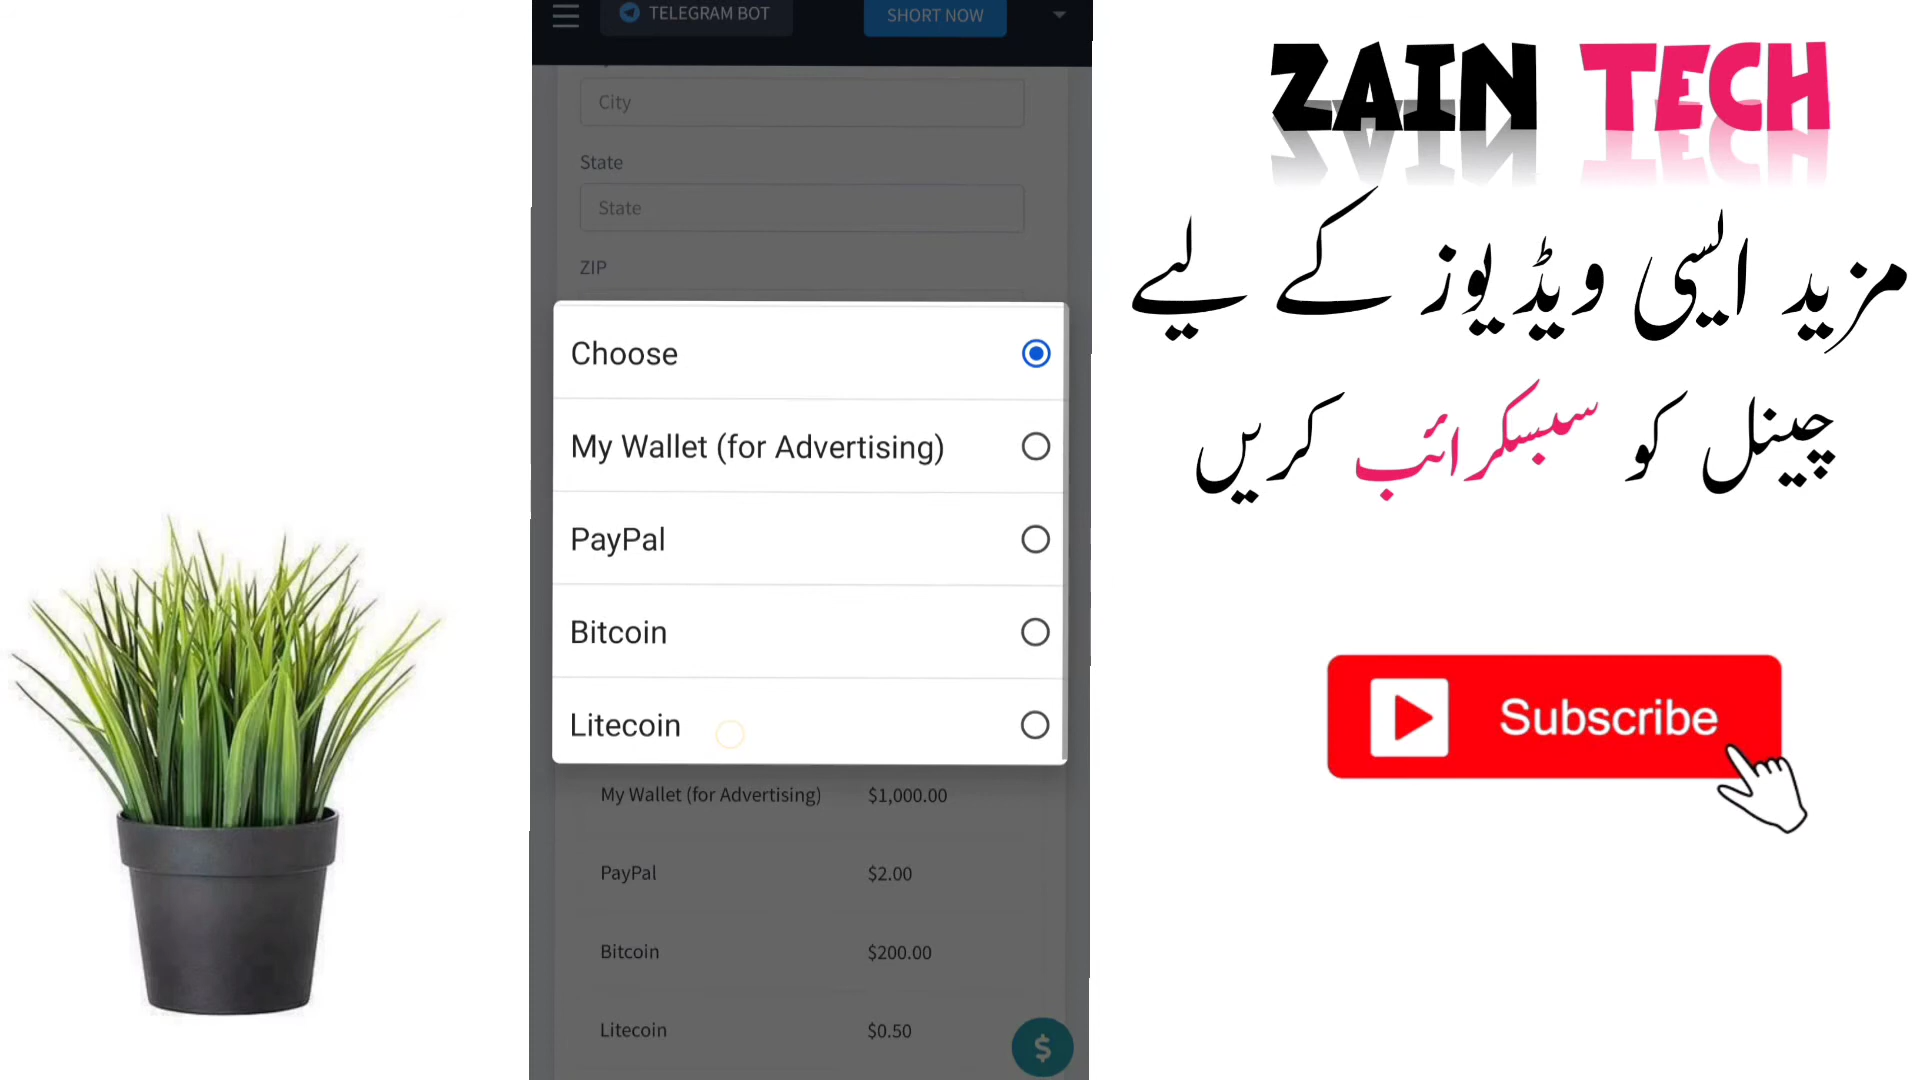 TELEGRAM BOT
SHORT NOW
City
State
State
ZIP
Choose
My Wallet (for Advertising)
PayPal
Bitcoin
Litecoin
My Wallet (for Advertising) $1,000.00
PayPal $2.00
Bitcoin $200.00
Litecoin $0.50
$
ZAIN TECH
مزید ایسی ویڈیوز کے لیے
چینل کو سبسکرائب کریں
Subscribe